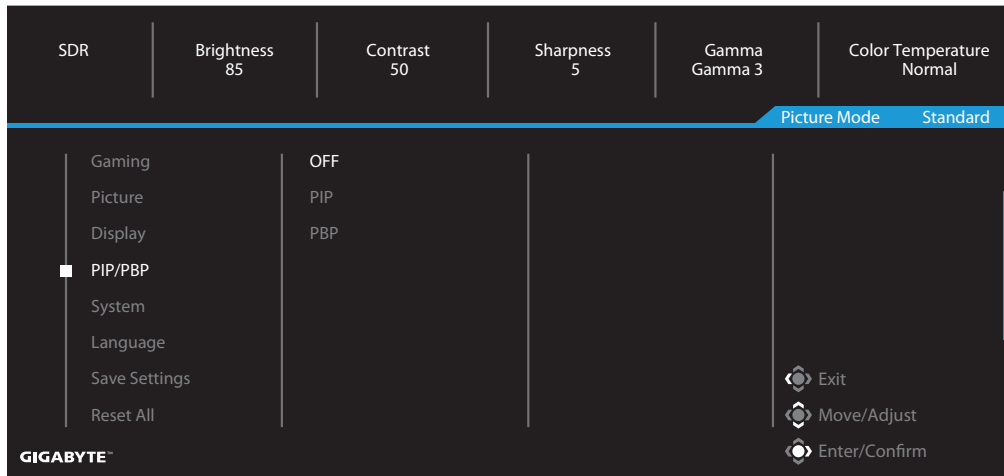 SDR
Brightness
85
Contrast
50
Sharpness
5
Gamma
Gamma 3
Color Temperature
Normal
Picture Mode Standard
Gaming
Picture
Display
PIP/PBP
System
Language
Save Settings
Reset All
OFF
PIP
PBP
Exit
Move/Adjust
Enter/Confirm
GIGABYTE™